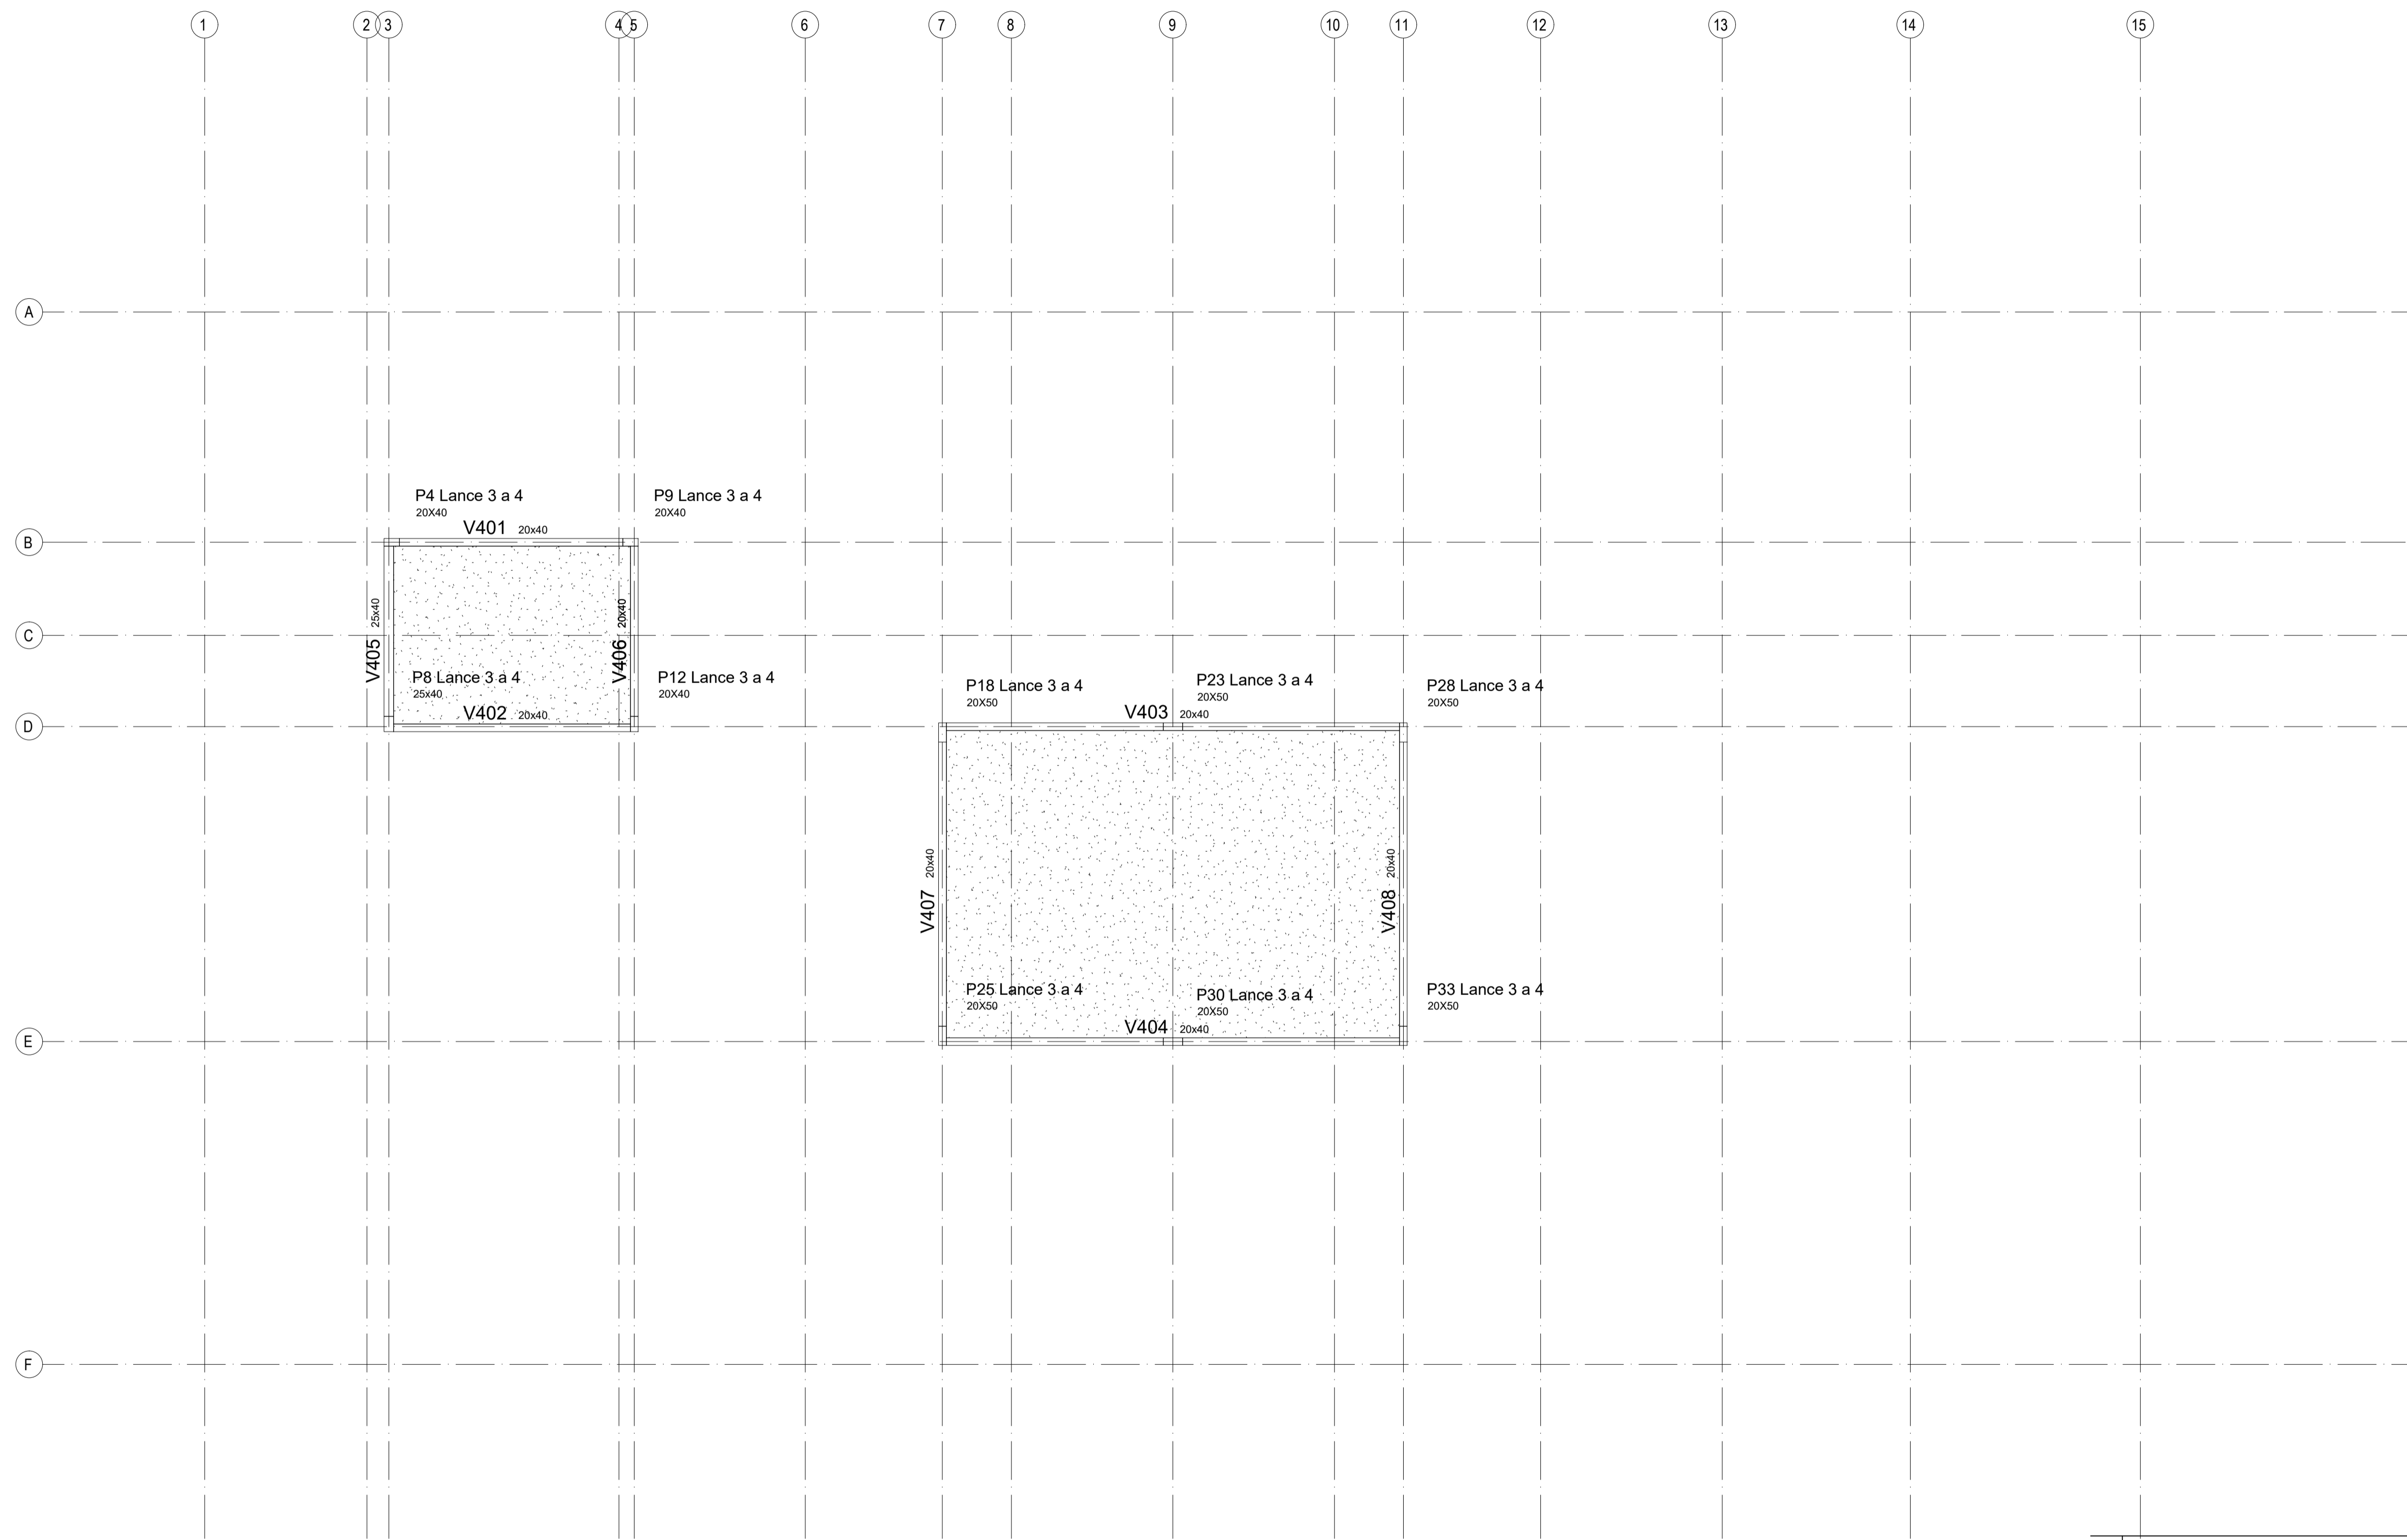 1 2 3 4 5 6 7 8 9 10 11 12 13 14 15
A
P4 Lance 3 a 4
20X40
P9 Lance 3 a 4
20X40
V401 20x40
B
V405 25x40
V406 20x40
C
P8 Lance 3 a 4
25x40
P12 Lance 3 a 4
20X40
V402 20x40
P18 Lance 3 a 4
20X50
P23 Lance 3 a 4
20X50
P28 Lance 3 a 4
20X50
V403 20x40
D
V407 20x40
V408 20x40
P25 Lance 3 a 4
20X50
P30 Lance 3 a 4
20X50
P33 Lance 3 a 4
20X50
V404 20x40
E
F